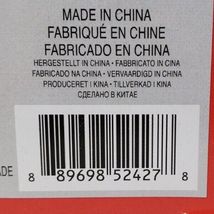 MADE IN CHINA
FABRIQUÉ EN CHINE
FABRICADO EN CHINA
HERGESTELLT IN CHINA • FABBRICATO IN CINA
FABRICADO NA CHINA • VERVAARDIGD IN CHINA
PRODUCERET I KINA • TILLVERKAD I KINA
СДЕЛАНО В КИТАЕ
ADE
8 89698 52427 8